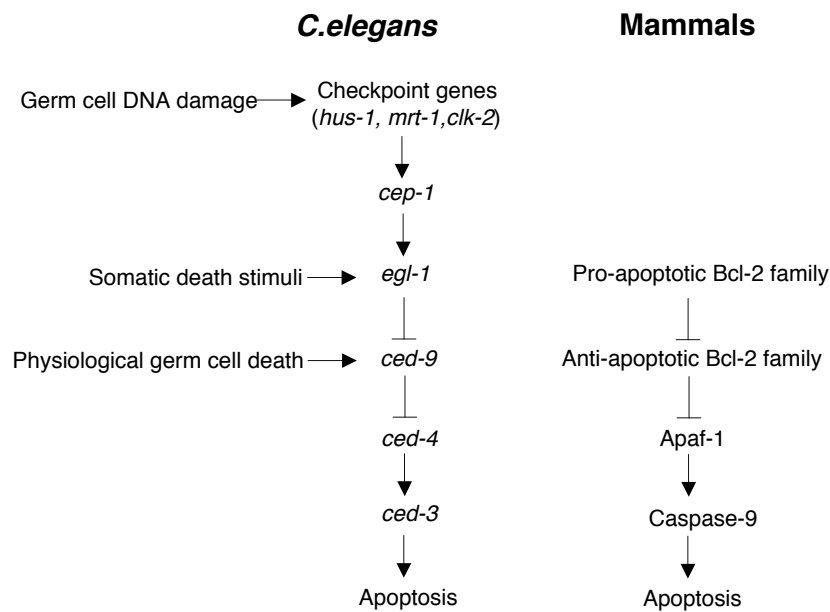 C.elegans Mammals
Germ cell DNA damage Checkpoint genes
(hus-1, mrt-1,clk-2)
cep-1
Somatic death stimuli egl-1 Pro-apoptotic Bcl-2 family
Physiological germ cell death ced-9 Anti-apoptotic Bcl-2 family
ced-4 Apaf-1
ced-3 Caspase-9
Apoptosis Apoptosis